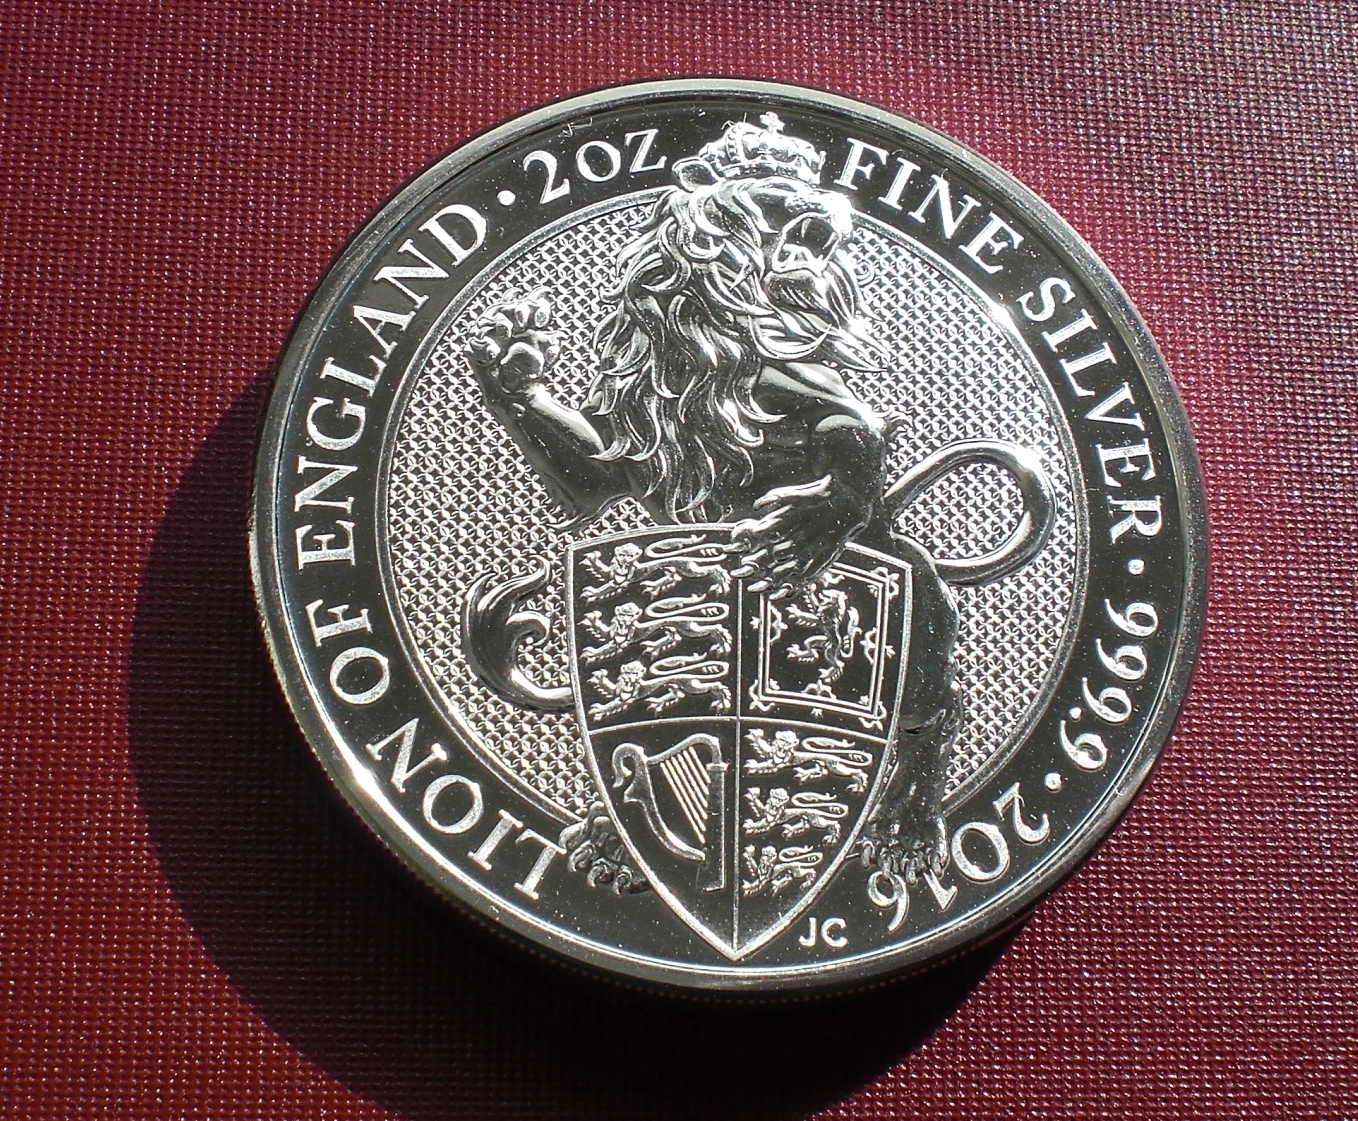 LION OF ENGLAND · 2OZ FINE SILVER · 999.9 · 2016
JC